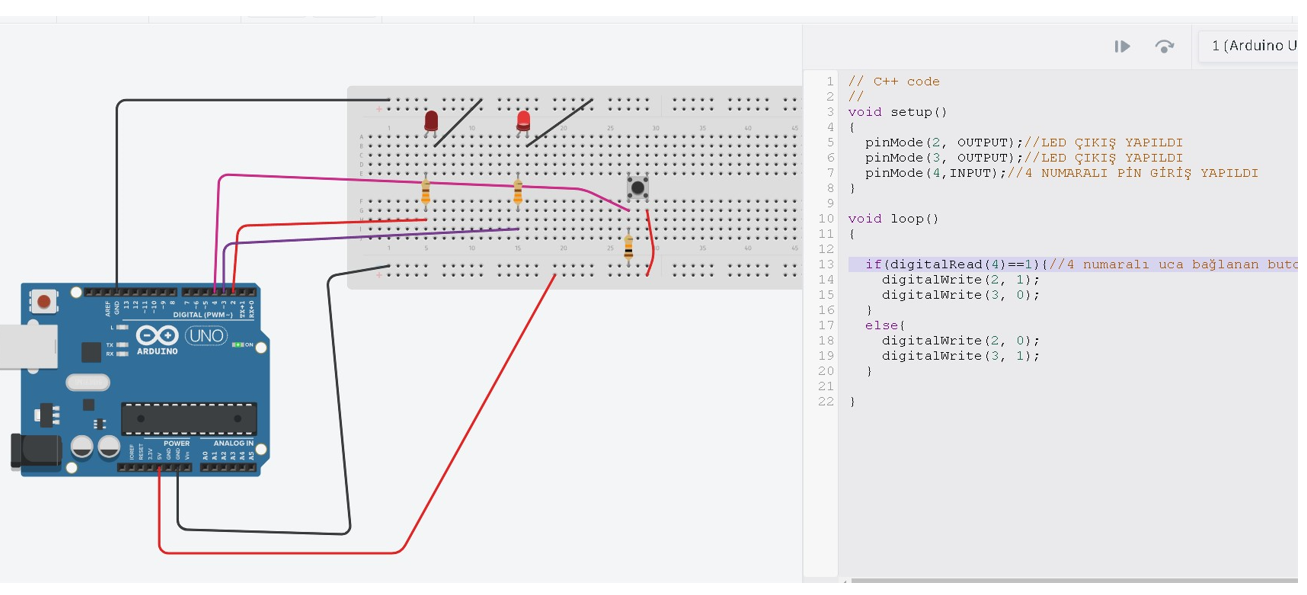 1 (Arduino U
1 // C++ code
2 //
3 void setup()
4 {
5 pinMode(2, OUTPUT);//LED ÇIKIŞ YAPILDI
6 pinMode(3, OUTPUT);//LED ÇIKIŞ YAPILDI
7 pinMode(4,INPUT);//4 NUMARALI PİN GİRİŞ YAPILDI
8 }
9
10 void loop()
11 {
12
13 if(digitalRead(4)==1){//4 numaralı uca bağlanan buto
14 digitalWrite(2, 1);
15 digitalWrite(3, 0);
16 }
17 else{
18 digitalWrite(2, 0);
19 digitalWrite(3, 1);
20 }
21
22 }
1 5 10 15 20 25 30 35 40 45
AREF GND 13 12 ~11 ~10 ~9 8 7 ~6 ~5 4 ~3 2 TX→1 RX←0
DIGITAL (PWM~)
L
TX
RX
UNO
ARDUINO
ON
POWER
ANALOG IN
IOREF RESET 3.3V 5V GND GND Vin A0 A1 A2 A3 A4 A5